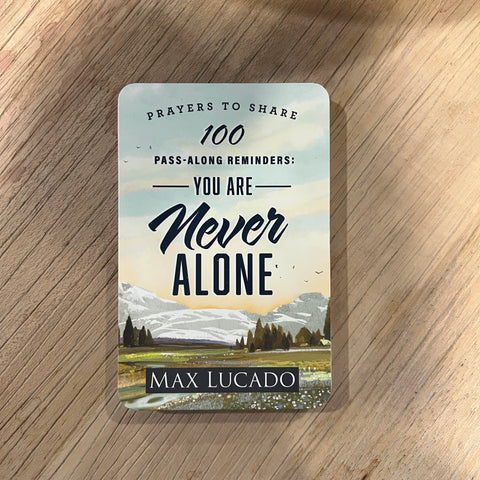 PRAYERS TO SHARE
100
PASS-ALONG REMINDERS:
YOU ARE
Never
ALONE
MAX LUCADO